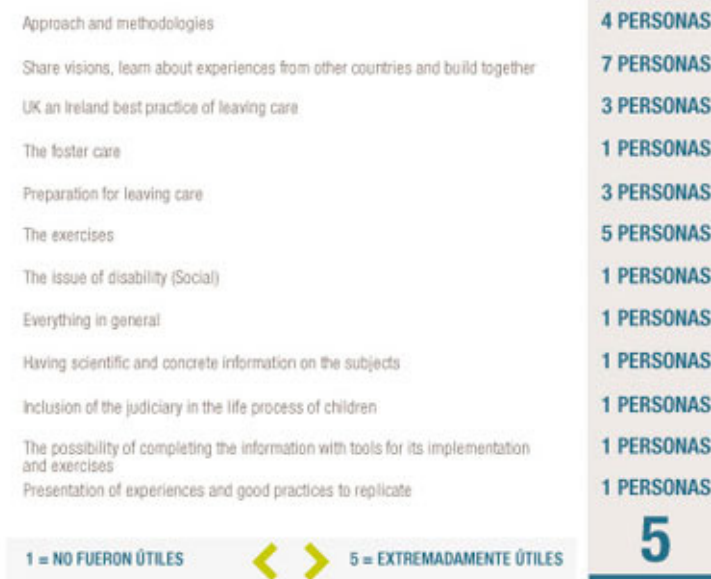 Approach and methodologies 4 PERSONAS
Share visions, learn about experiences from other countries and build together 7 PERSONAS
UK an Ireland best practice of leaving care 3 PERSONAS
The foster care 1 PERSONAS
Preparation for leaving care 3 PERSONAS
The exercises 5 PERSONAS
The issue of disability (Social) 1 PERSONAS
Everything in general 1 PERSONAS
Having scientific and concrete information on the subjects 1 PERSONAS
Inclusion of the judiciary in the life process of children 1 PERSONAS
The possibility of completing the information with tools for its implementation 1 PERSONAS
and exercises
Presentation of experiences and good practices to replicate 1 PERSONAS
1 = NO FUERON ÚTILES 5 = EXTREMADAMENTE ÚTILES 5